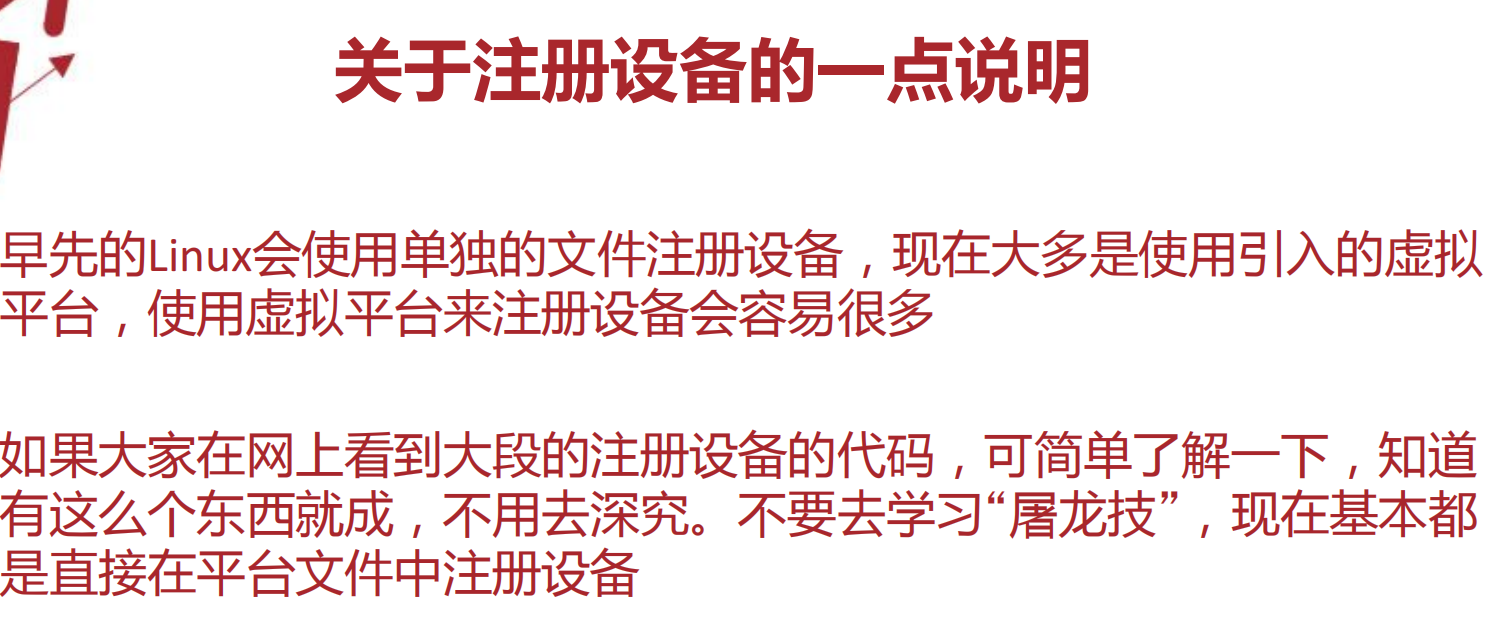 关于注册设备的一点说明
早先的Linux会使用单独的文件注册设备，现在大多是使用引入的虚拟
平台，使用虚拟平台来注册设备会容易很多
如果大家在网上看到大段的注册设备的代码，可简单了解一下，知道
有这么个东西就成，不用去深究。不要去学习“屠龙技”，现在基本都
是直接在平台文件中注册设备